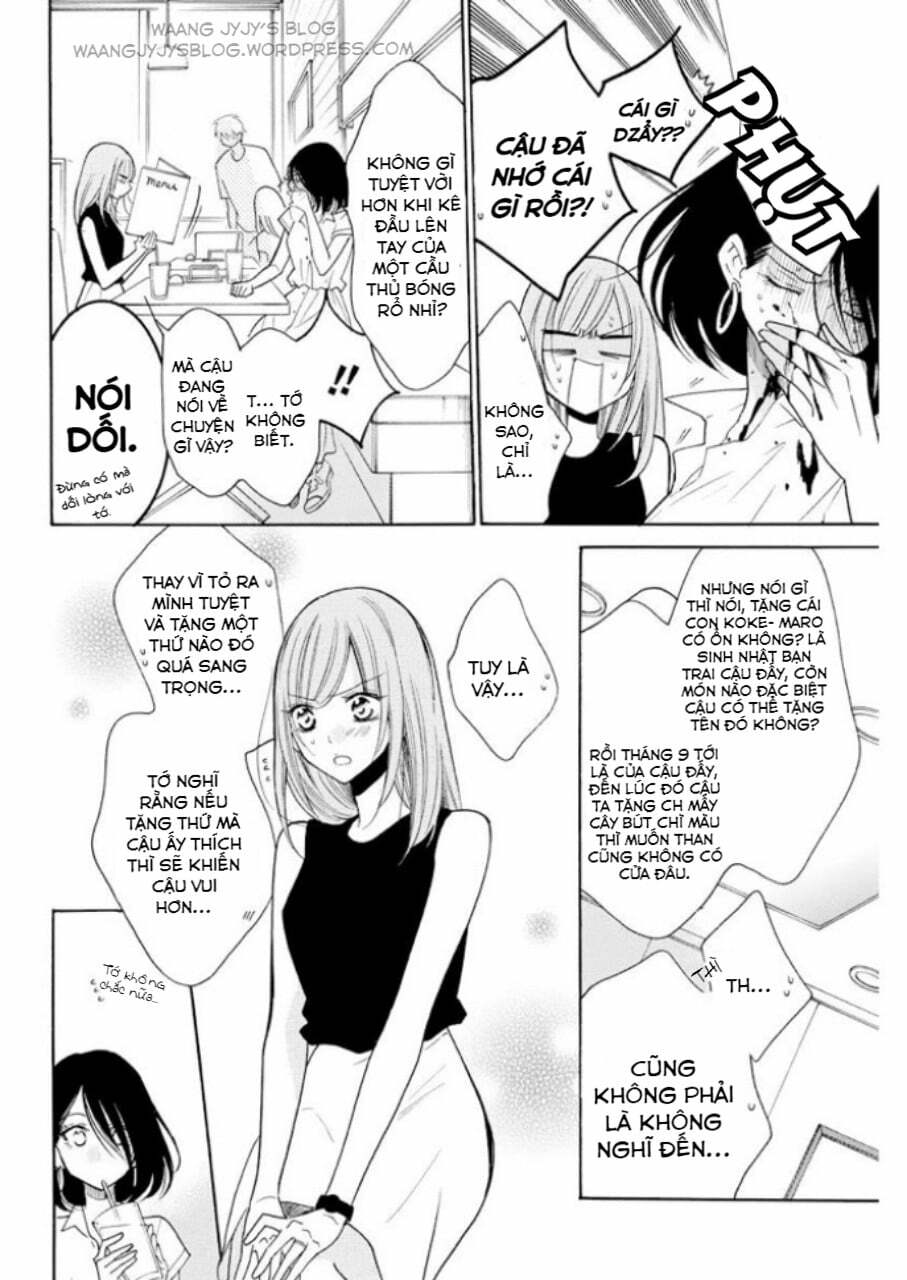 WAANG JYJY'S BLOG
WAANGJYJYSBLOG.WORDPRESS.COM
PHỤT
CÁI GÌ
DZẨY??
CẬU ĐÃ
NHỚ CÁI
GÌ RỒI?!
KHÔNG
SAO,
CHỈ
LÀ...
menu
KHÔNG GÌ
TUYỆT VỜI
HƠN KHI KÊ
ĐẦU LÊN
TAY CỦA
MỘT CẦU
THỦ BÓNG
RỔ NHỈ?
!!
T... TỚ
KHÔNG
BIẾT.
MÀ CẬU
ĐANG
NÓI VỀ
CHUYỆN
GÌ VẬY?
NÓI
DỐI.
Đừng có mà
dối lòng với
tớ.
NHƯNG NÓI GÌ
THÌ NÓI, TẶNG CÁI
CON KOKE- MARO
CÓ ỔN KHÔNG? LÀ
SINH NHẬT BẠN
TRAI CẬU ĐẤY, CÒN
MÓN NÀO ĐẶC BIỆT
CẬU CÓ THỂ TẶNG
TÊN ĐÓ KHÔNG?
RỒI THÁNG 9 TỚI
LÀ CỦA CẬU ĐẤY,
ĐẾN LÚC ĐÓ CẬU
TA TẶNG CH MẤY
CÂY BÚT CHÌ MÀU
THÌ MUỐN THAN
CŨNG KHÔNG CÓ
CỬA ĐÂU.
TH...
THÌ
CŨNG
KHÔNG PHẢI
LÀ KHÔNG
NGHĨ ĐẾN...
TUY LÀ
VẬY...
THAY VÌ TỎ RA
MÌNH TUYỆT
VÀ TẶNG MỘT
THỨ NÀO ĐÓ
QUÁ SANG
TRỌNG...
TỚ NGHĨ
RẰNG NẾU
TẶNG THỨ MÀ
CẬU ẤY THÍCH
THÌ SẼ KHIẾN
CẬU VUI
HƠN...
Tớ không
chắc nữa...